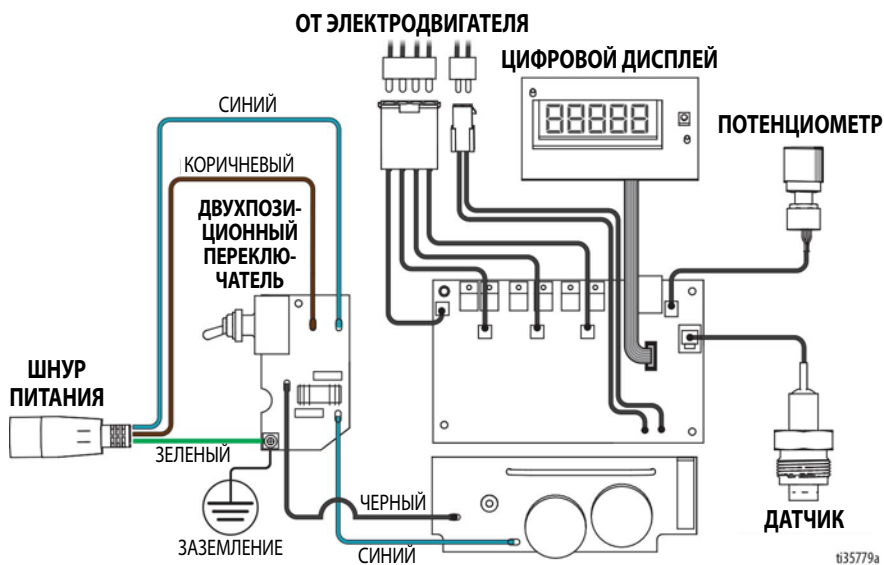 ОТ ЭЛЕКТРОДВИГАТЕЛЯ
ЦИФРОВОЙ ДИСПЛЕЙ
СИНИЙ
ПОТЕНЦИОМЕТР
КОРИЧНЕВЫЙ
ДВУХПОЗИ-
ЦИОННЫЙ
ПЕРЕКЛЮ-
ЧАТЕЛЬ
ШНУР
ПИТАНИЯ
ЗЕЛЕНЫЙ
ЧЕРНЫЙ
ДАТЧИК
ЗАЗЕМЛЕНИЕ
СИНИЙ
ti35779a